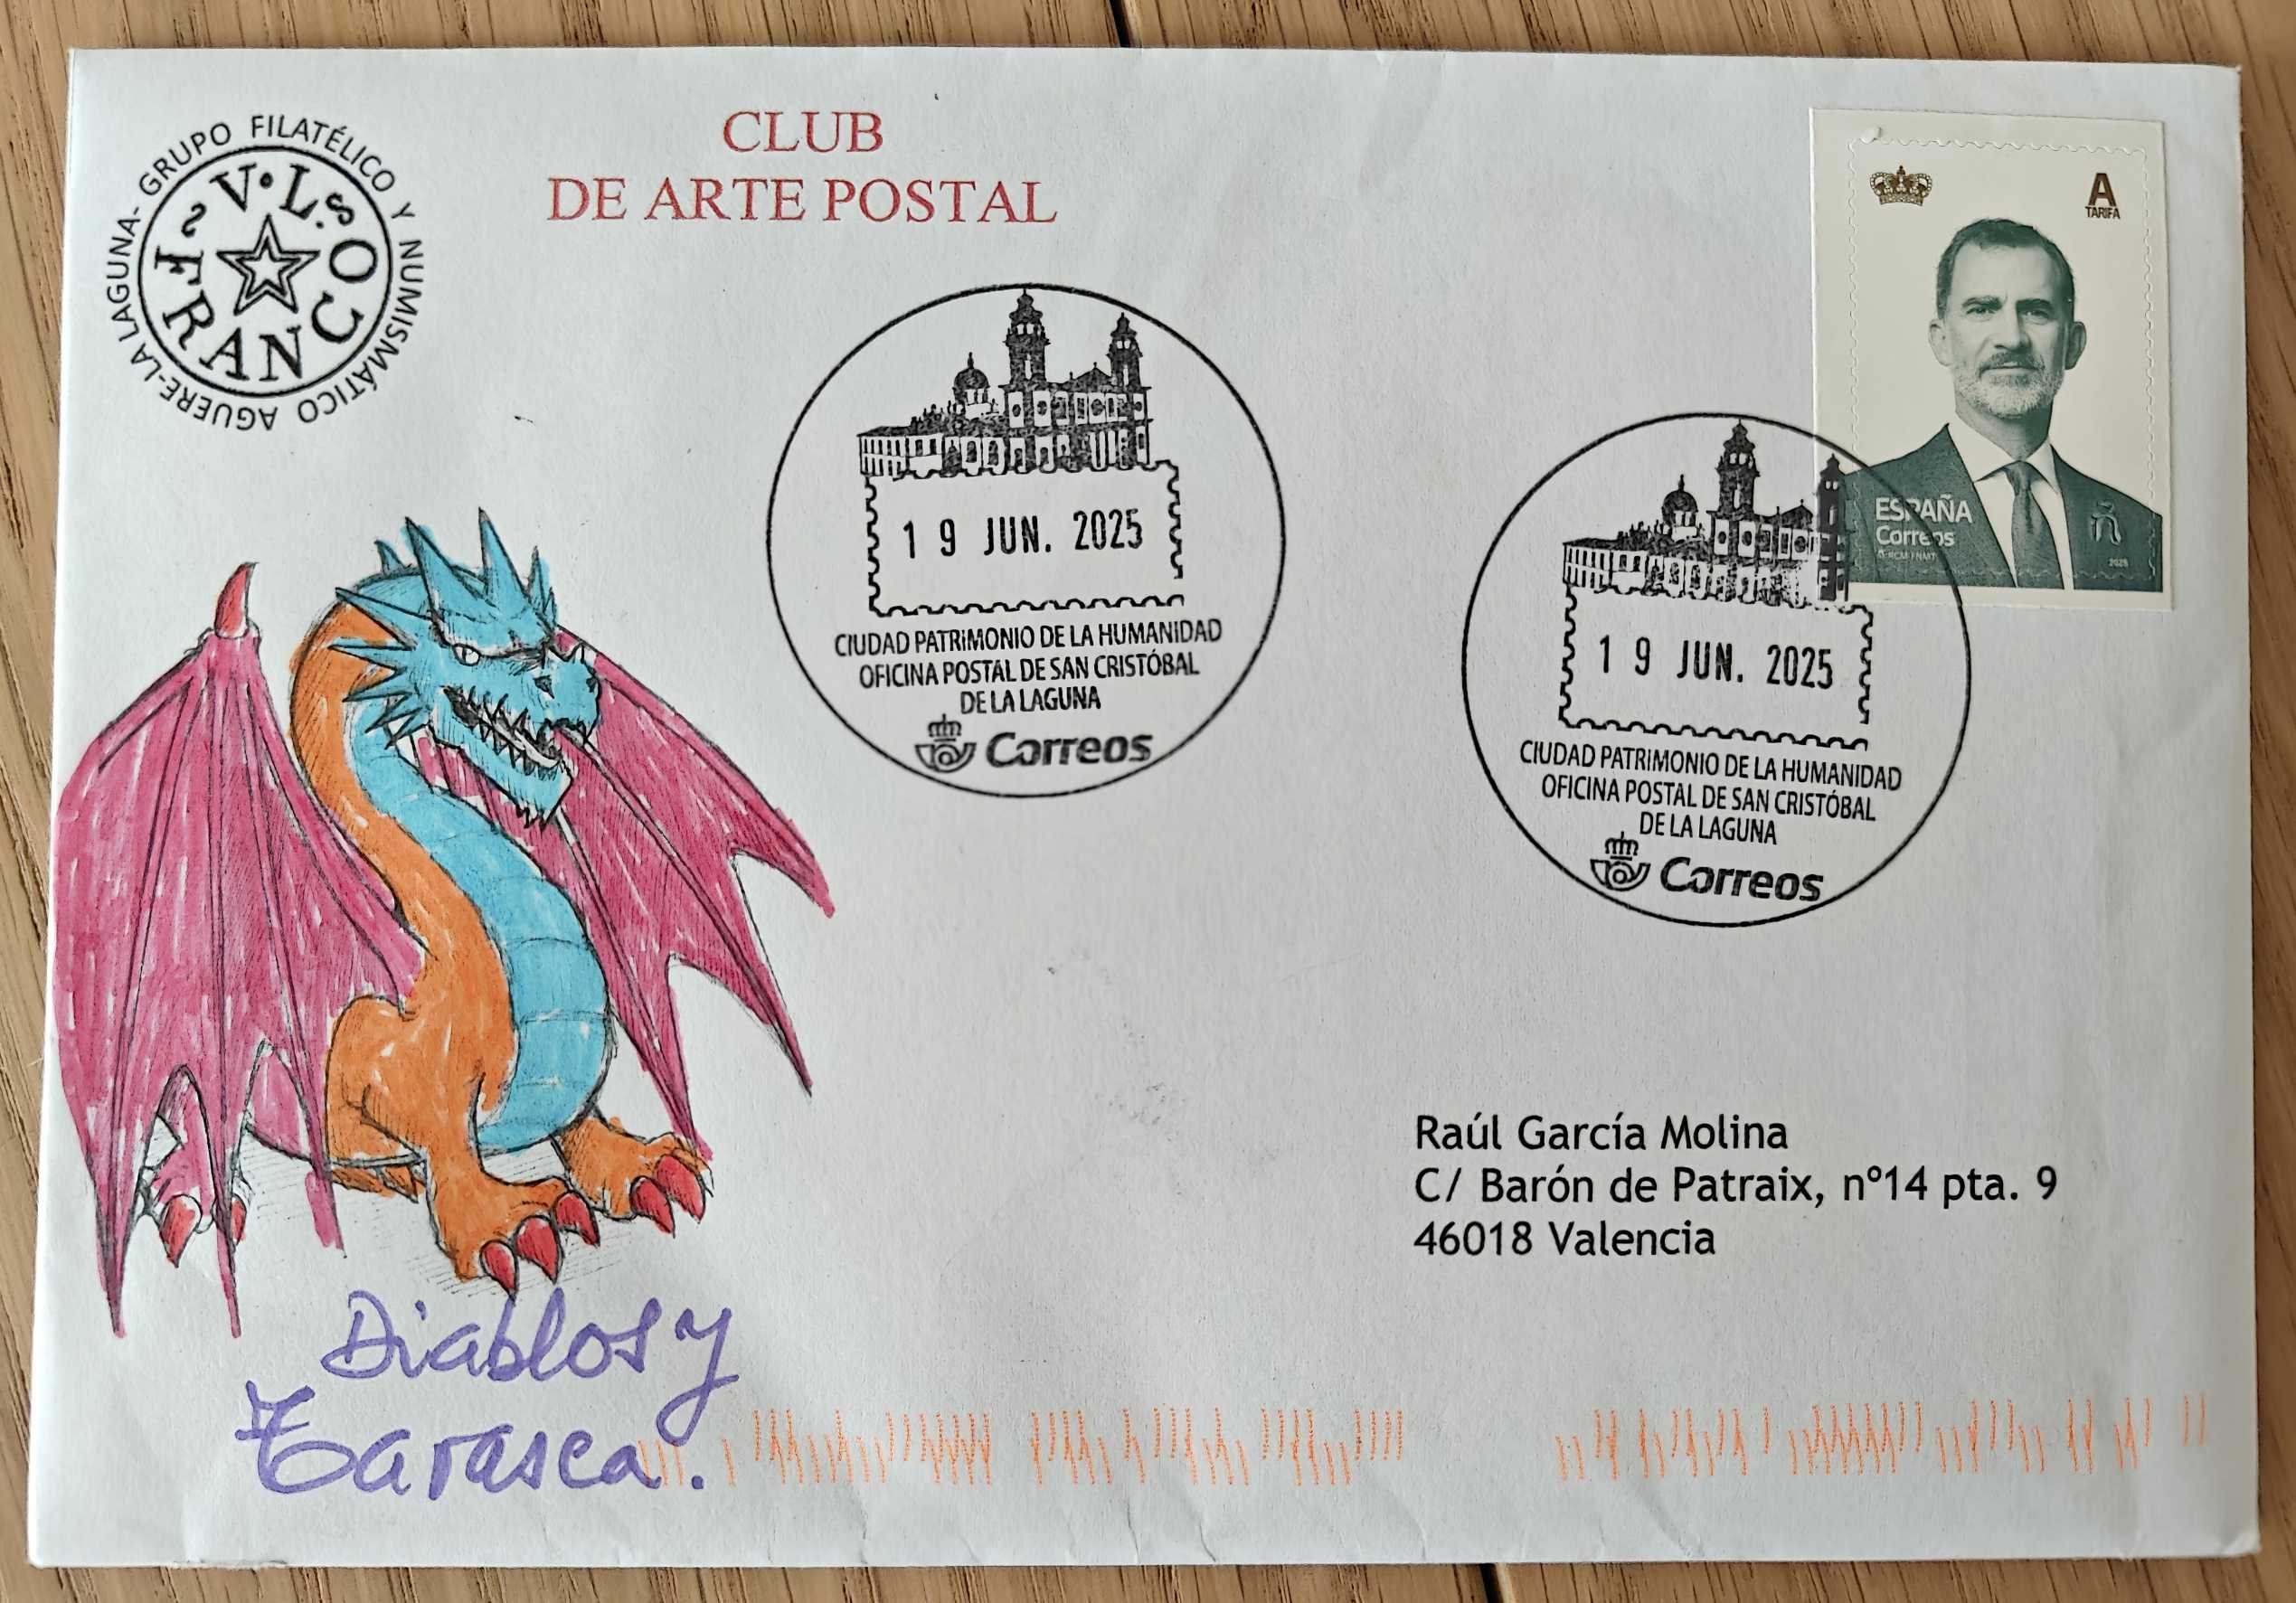 GRUPO FILATÉLICO Y NUMISMÁTICO AGUERE-LA LAGUNA-
V. Ls
FRANCO
CLUB
DE ARTE POSTAL
A
TARIFA
ESPAÑA
Correos
2025
19 JUN. 2025
CIUDAD PATRIMONIO DE LA HUMANIDAD
OFICINA POSTAL DE SAN CRISTÓBAL
DE LA LAGUNA
Correos
19 JUN. 2025
CIUDAD PATRIMONIO DE LA HUMANIDAD
OFICINA POSTAL DE SAN CRISTÓBAL
DE LA LAGUNA
Correos
Raúl García Molina
C/ Barón de Patraix, nº14 pta. 9
46018 Valencia
Diablos y
Tarasca.